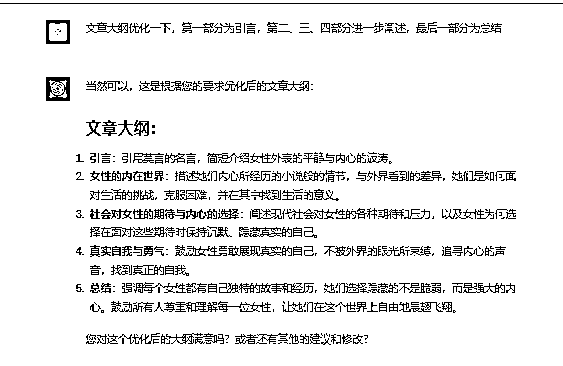 文章大纲优化一下，第一部分为引言，第二、三、四部分进一步阐述，最后一部分为总结
当然可以，这是根据您的要求优化后的文章大纲：
文章大纲：
1. 引言：引用莫言的名言，简短介绍女性外表的平静与内心的波涛。
2. 女性的内在世界：描述她们内心所经历的小说般的情节，与外界看到的差异，她们是如何面
对生活的挑战，克服困难，并在其中找到生活的意义。
3. 社会对女性的期待与内心的选择：阐述现代社会对女性的各种期待和压力，以及女性为何选
择在面对这些期待时保持沉默、隐藏真实的自己。
4. 真实自我与勇气：鼓励女性勇敢展现真实的自己，不被外界的眼光所束缚，追寻内心的声
音，找到真正的自我。
5. 总结：强调每个女性都有自己独特的故事和经历，她们选择隐藏的不是脆弱，而是强大的内
心。鼓励所有人尊重和理解每一位女性，让她们在这个世界上自由地展翅飞翔。
您对这个优化后的大纲满意吗？或者还有其他的建议和修改？